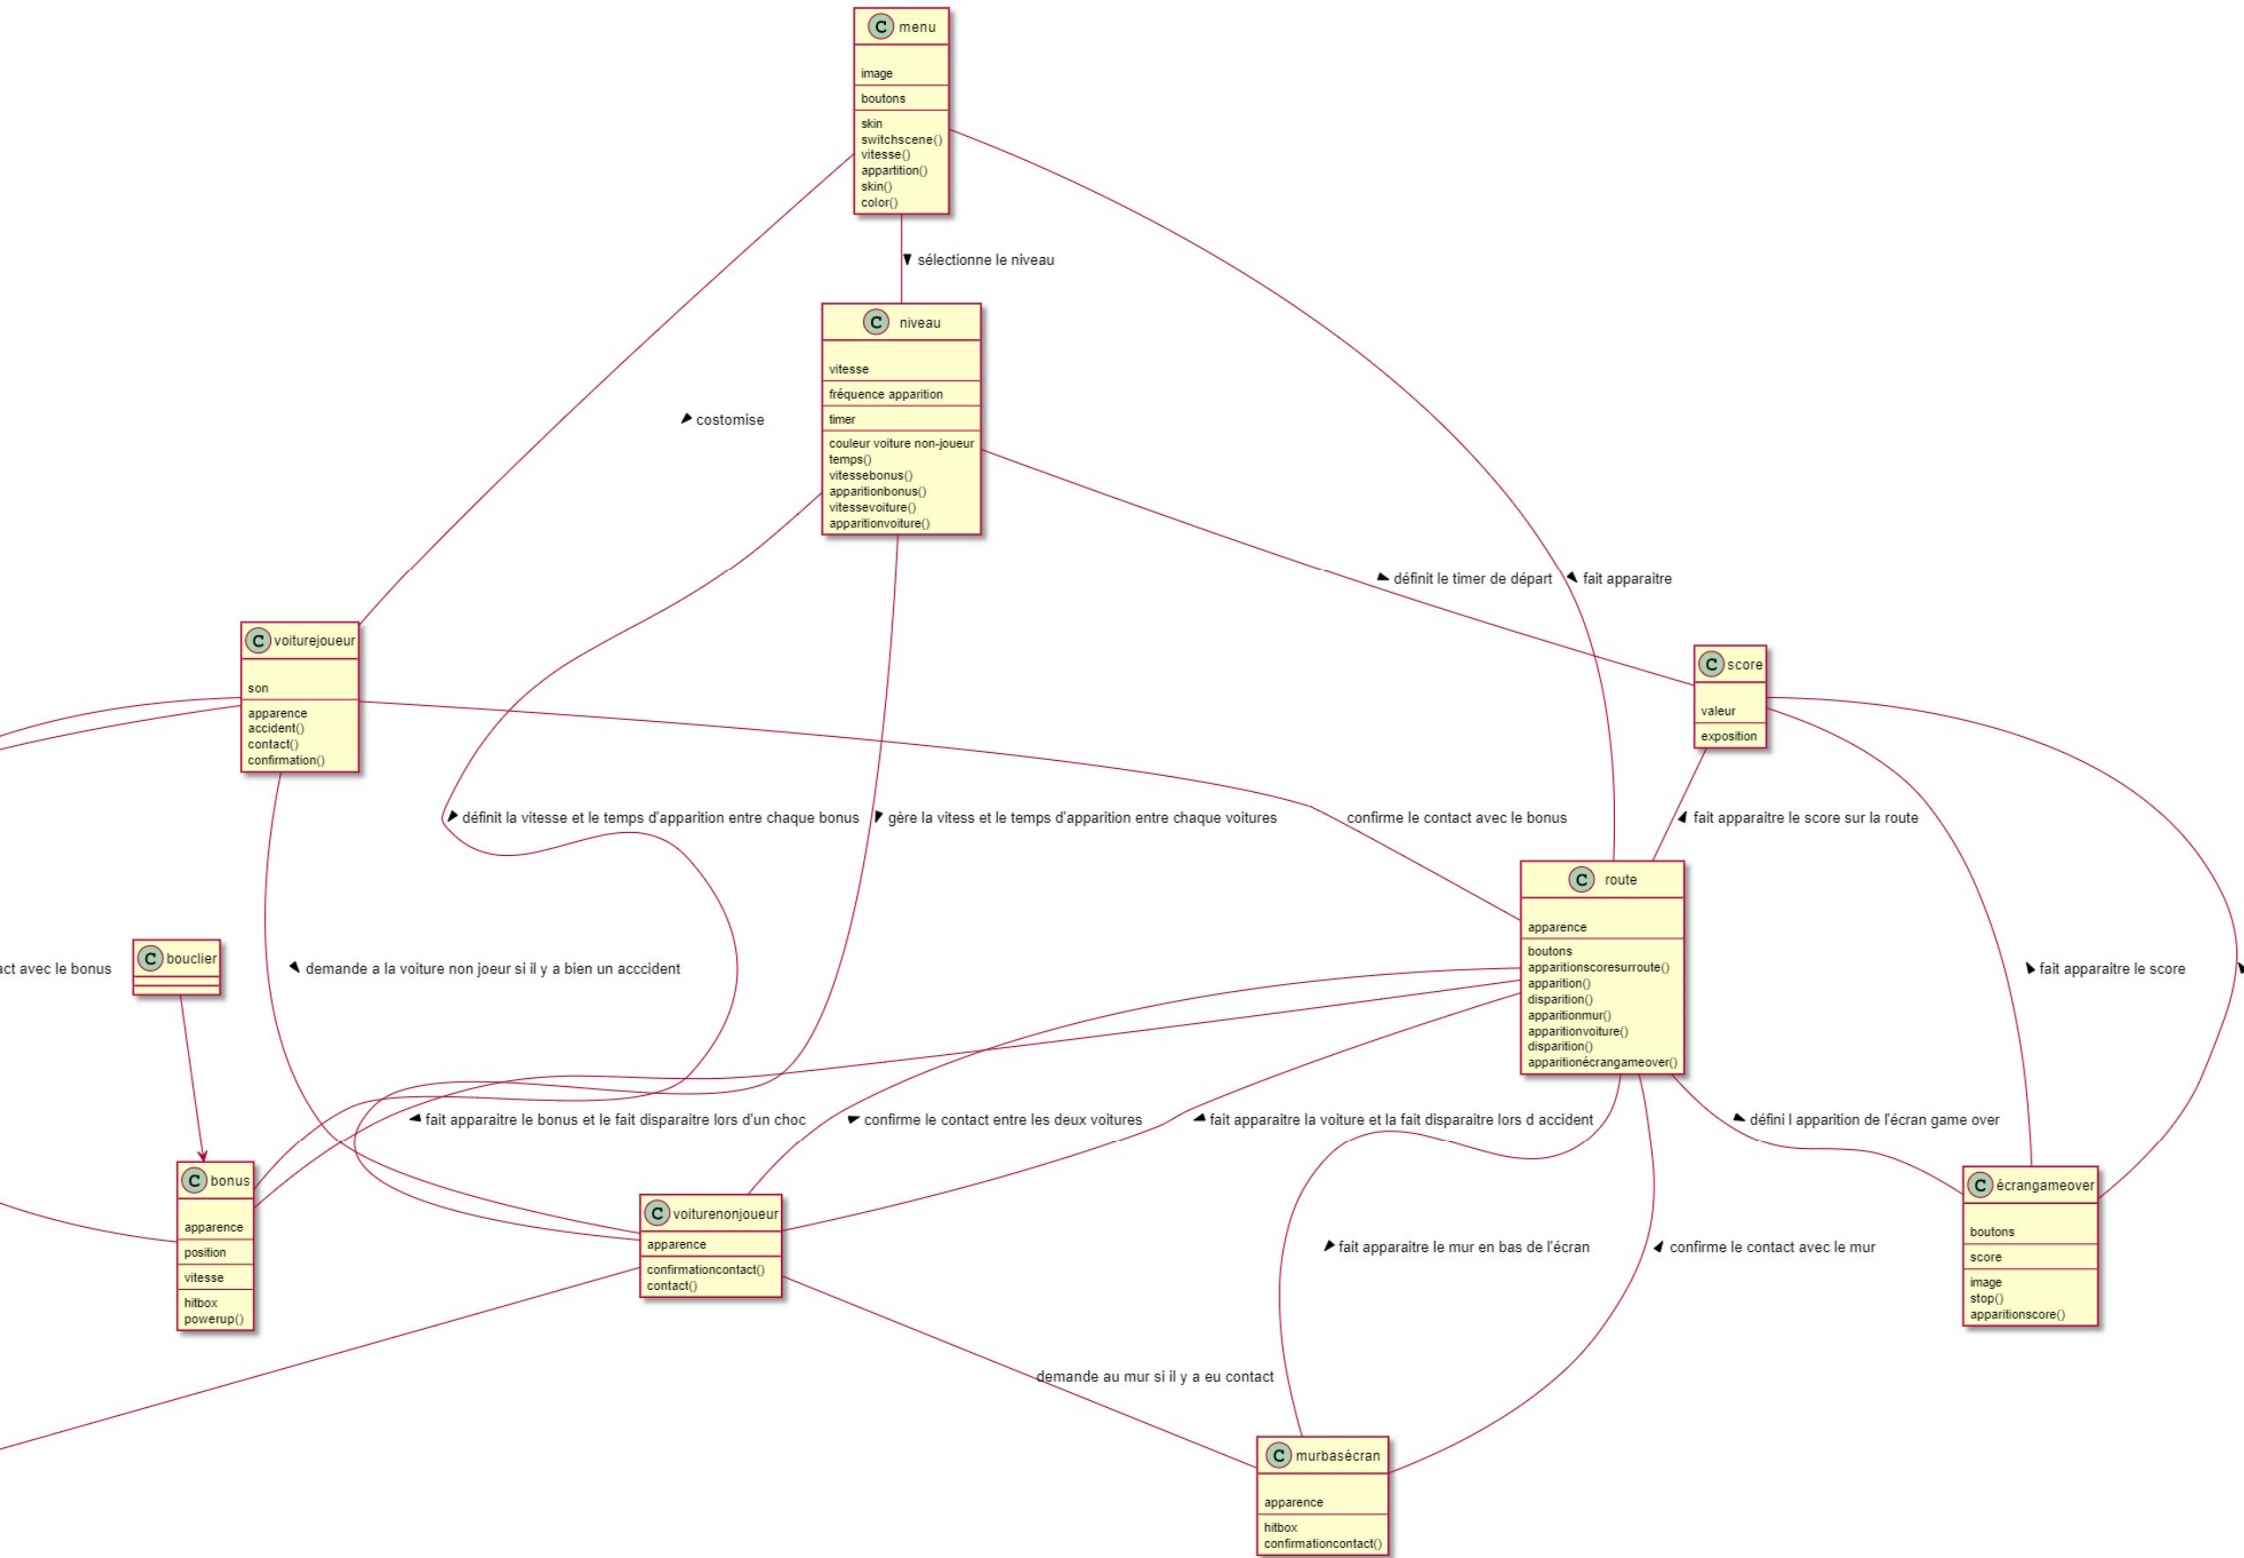 C menu
image
boutons
skin
switchscene()
vitesse()
appartition()
skin()
color()
sélectionne le niveau
C niveau
vitesse
fréquence apparition
timer
couleur voiture non-joueur
temps()
vitessebonus()
apparitionbonus()
vitessevoiture()
apparitionvoiture()
costomise
définit le timer de départ
fait apparaitre
C voiturejoueur
son
apparence
accident()
contact()
confirmation()
C score
valeur
exposition
définit la vitesse et le temps d'apparition entre chaque bonus
gère la vitess et le temps d'apparition entre chaque voitures
confirme le contact avec le bonus
fait apparaitre le score sur la route
C route
apparence
boutons
apparitionscoresurroute()
apparition()
disparition()
apparitionmur()
apparitionvoiture()
disparition()
apparitionécrangameover()
avec le bonus
C bouclier
demande a la voiture non joeur si il y a bien un acccident
fait apparaitre le score
fait apparaitre le bonus et le fait disparaitre lors d'un choc
confirme le contact entre les deux voitures
fait apparaitre la voiture et la fait disparaitre lors d accident
défini l apparition de l'écran game over
C bonus
apparence
position
vitesse
hitbox
powerup()
C voiturenonjoueur
apparence
confirmationcontact()
contact()
C écrangameover
boutons
score
image
stop()
apparitionscore()
fait apparaitre le mur en bas de l'écran
confirme le contact avec le mur
demande au mur si il y a eu contact
C murbasécran
apparence
hitbox
confirmationcontact()